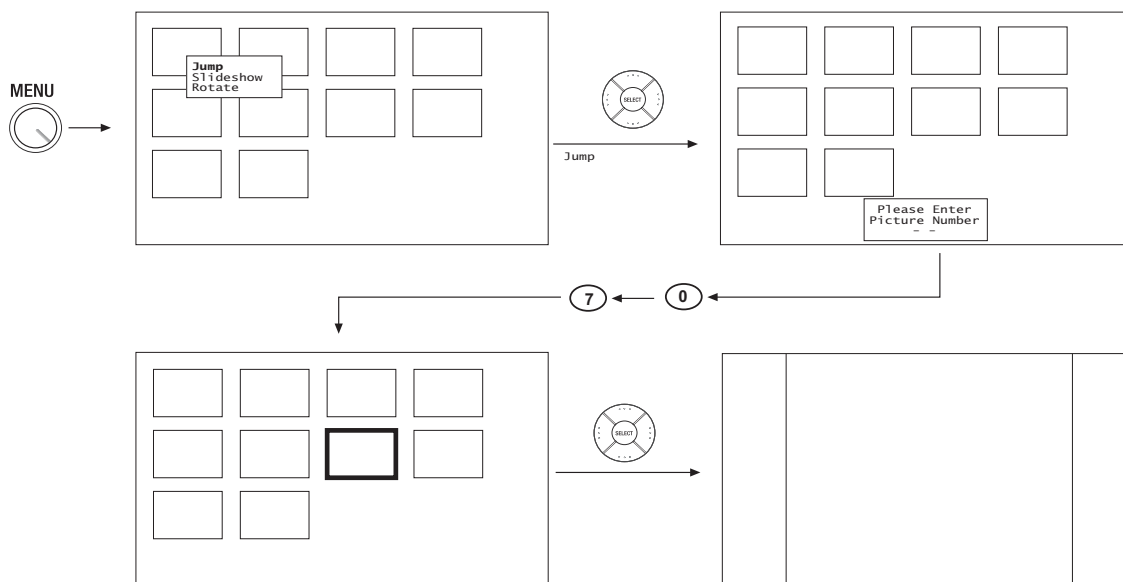 MENU
Jump
Slideshow
Rotate
SELECT
Jump
Please Enter
Picture Number
- -
7
0
SELECT